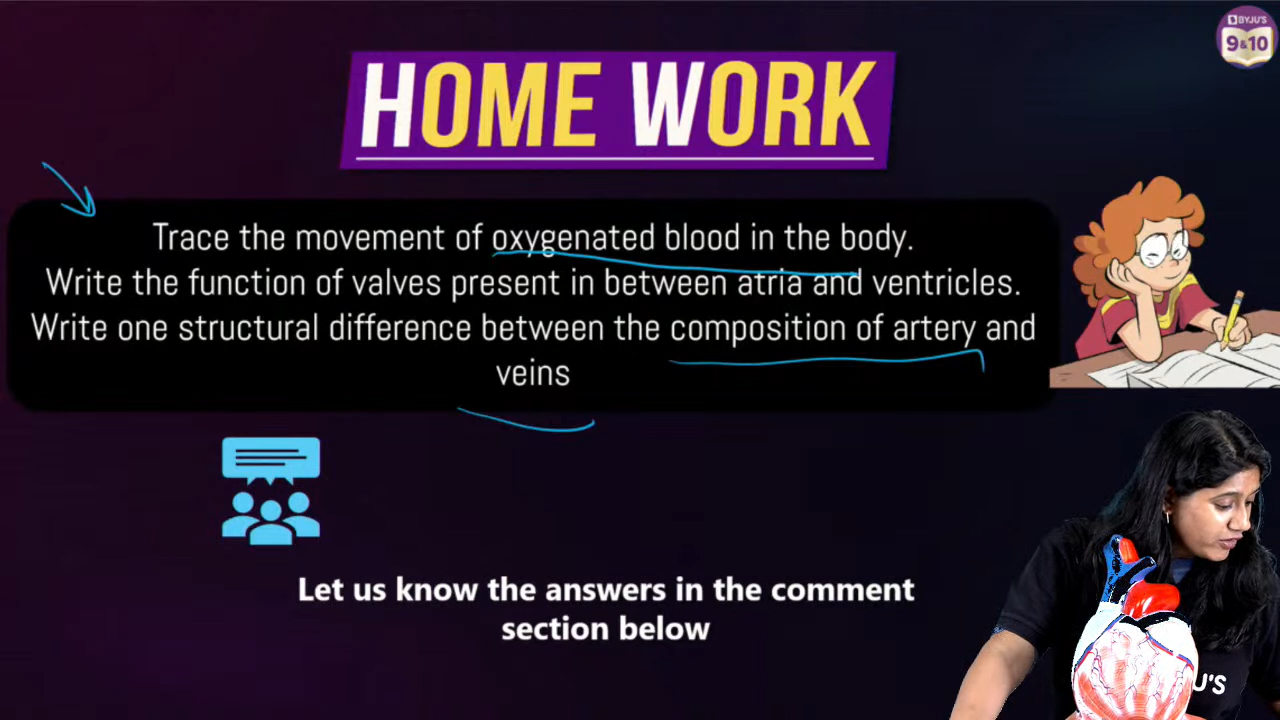 BYJU'S
9&10
HOME WORK
Trace the movement of oxygenated blood in the body.
Write the function of valves present in between atria and ventricles.
Write one structural difference between the composition of artery and
veins
Let us know the answers in the comment
section below
U'S